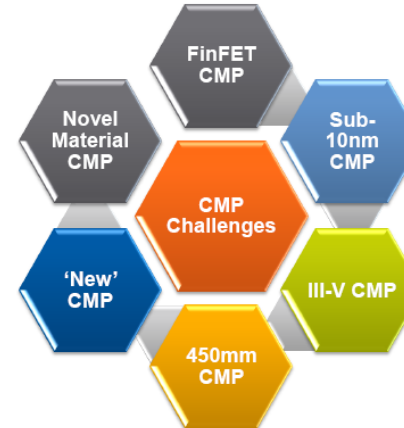 FinFET
CMP
Novel
Material
CMP
Sub-
10nm
CMP
CMP
Challenges
'New'
CMP
III-V CMP
450mm
CMP